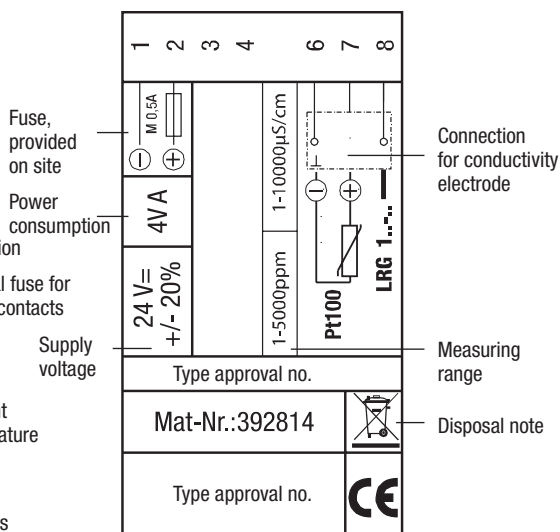 1 2 3 4 6 7 8
Fuse,
provided
on site
M 0,5A
Power
consumption
tion
4VA
l fuse for
contacts
24 V=
+/- 20%
Supply
voltage
1-10000µS/cm
1-5000ppm
Pt100
LRG 1..-..
Connection
for conductivity
electrode
Measuring
range
Type approval no.
nt
ature
Mat-Nr.:392814
Disposal note
Type approval no.
CE
s